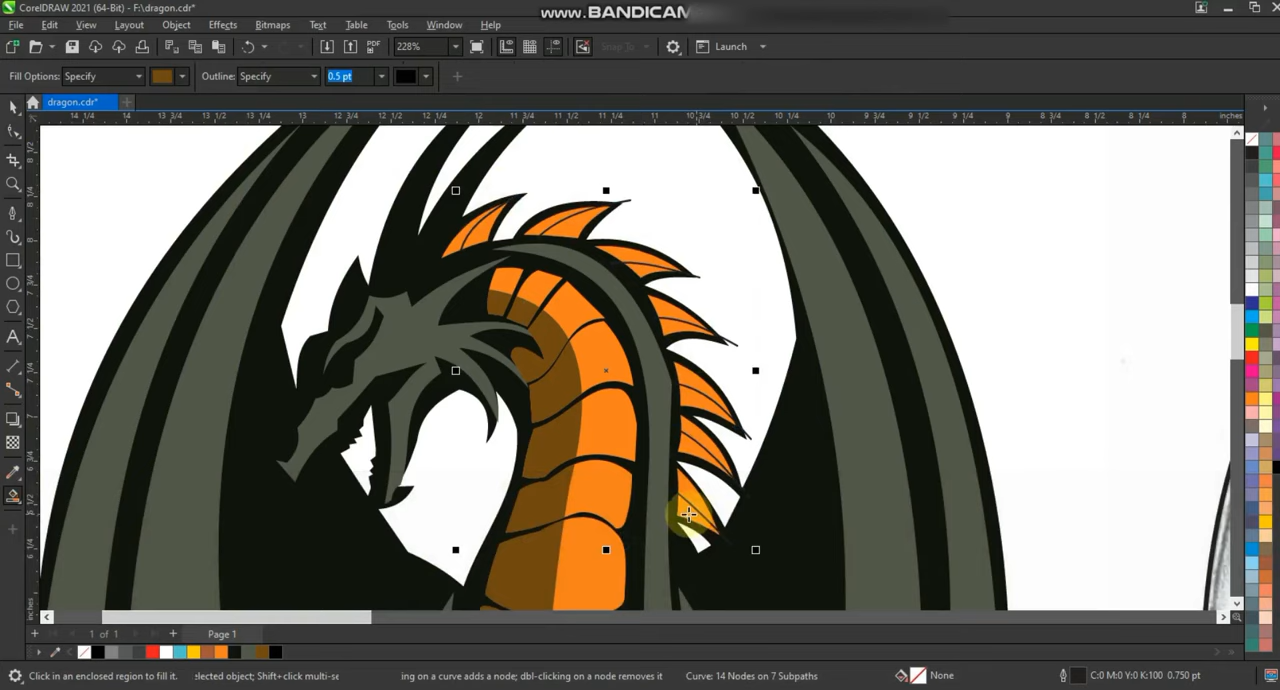 CorelDRAW 2021 (64-Bit) - F:\dragon.cdr*
www.BANDICAM
File Edit View Layout Object Effects Bitmaps Text Table Tools Window Help
228% Snap To Launch
PDF
Fill Options: Specify Outline: Specify 0.5 pt
dragon.cdr*
14 1/4 14 13 3/4 13 1/2 13 1/4 13 12 3/4 12 1/2 12 1/4 12 11 3/4 11 1/2 11 1/4 11 10 3/4 10 1/2 10 1/4 10 9 3/4 9 1/2 9 1/4 9 8 3/4 8 1/2 8 1/4 8 inches
1 of 1 Page 1
Click in an enclosed region to fill it. :lected object; Shift+click multi-se ing on a curve adds a node; dbl-clicking on a node removes it Curve: 14 Nodes on 7 Subpaths None C:0 M:0 Y:0 K:100 0.750 pt